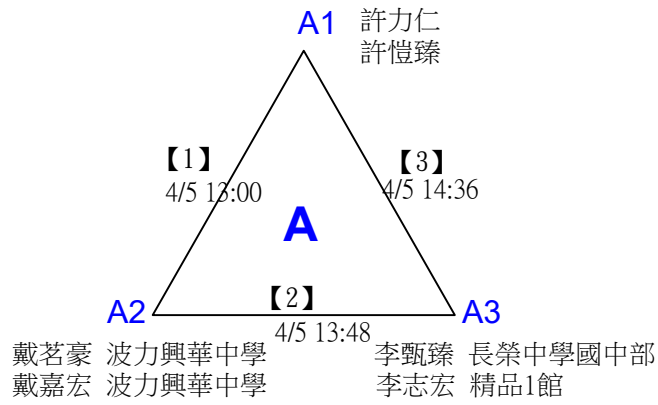 A1 許力仁
許愷臻
【1】 【3】
4/5 13:00 4/5 14:36
A
【2】
A2 A3
4/5 13:48
戴茗豪 波力興華中學 李甄臻 長榮中學國中部
戴嘉宏 波力興華中學 李志宏 精品1館